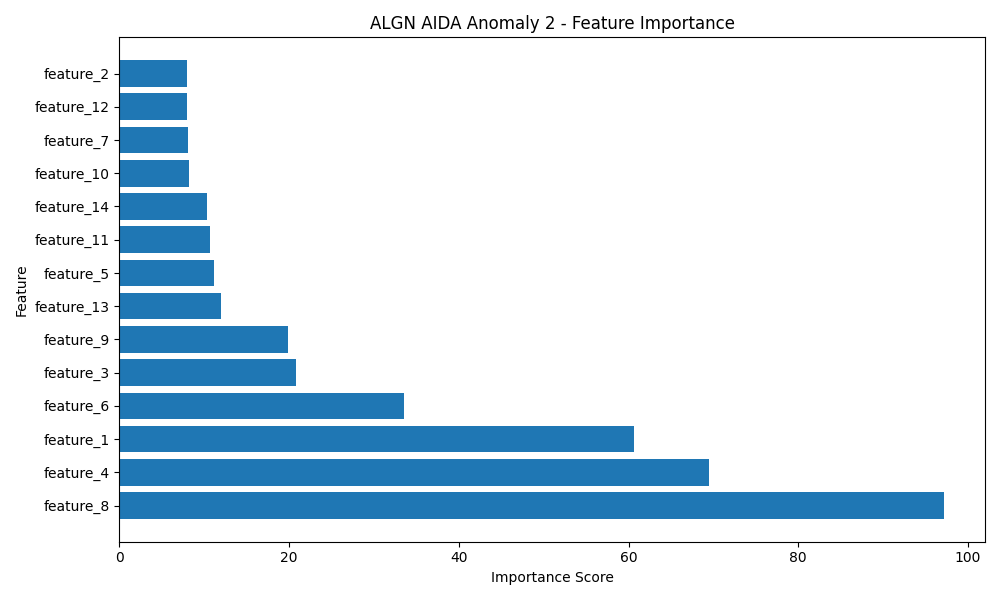 ALGN AIDA Anomaly 2 - Feature Importance
feature_2
feature_12
feature_7
feature_10
feature_14
feature_11
feature_5
feature_13
feature_9
feature_3
feature_6
feature_1
feature_4
feature_8
Feature
0 20 40 60 80 100
Importance Score